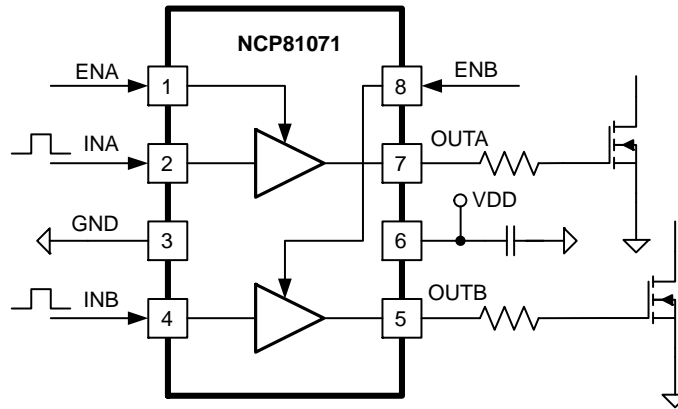 NCP81071
ENA 1 8 ENB
INA 2 7 OUTA
GND 3 6 VDD
INB 4 5 OUTB